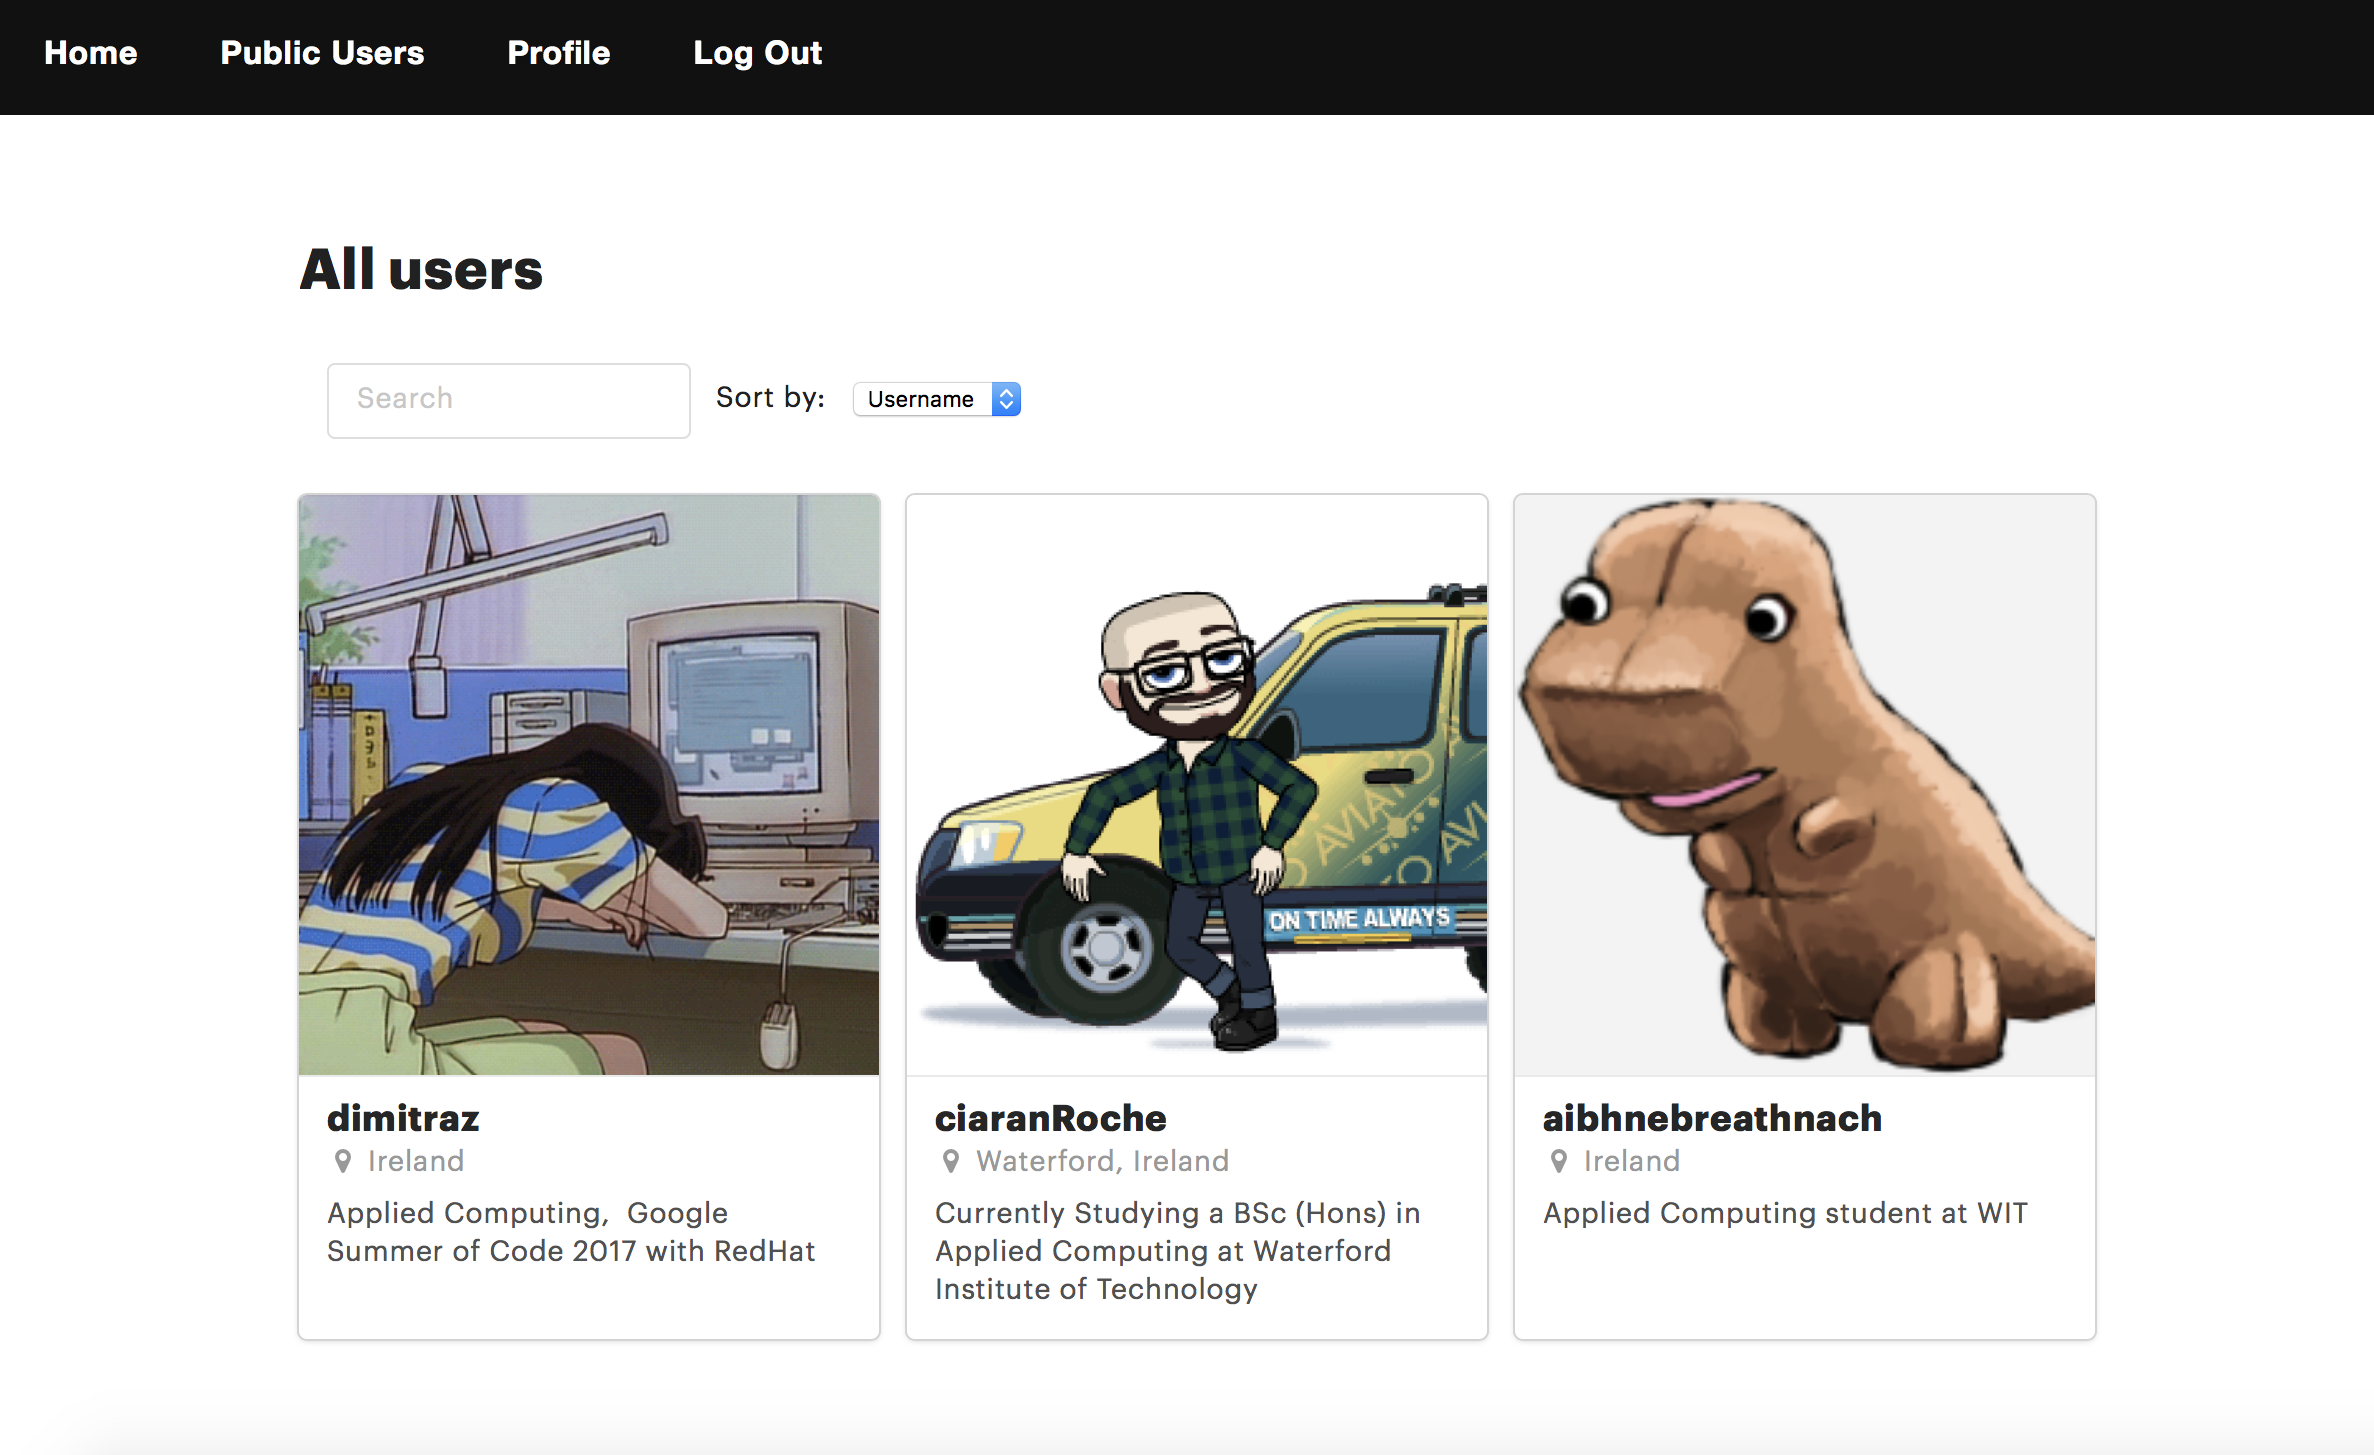 Home Public Users Profile Log Out
All users
Search Sort by: Username
AVIATO
ON TIME ALWAYS
dimitraz
Ireland
Applied Computing,  Google
Summer of Code 2017 with RedHat
ciaranRoche
Waterford, Ireland
Currently Studying a BSc (Hons) in
Applied Computing at Waterford
Institute of Technology
aibhnebreathnach
Ireland
Applied Computing student at WIT